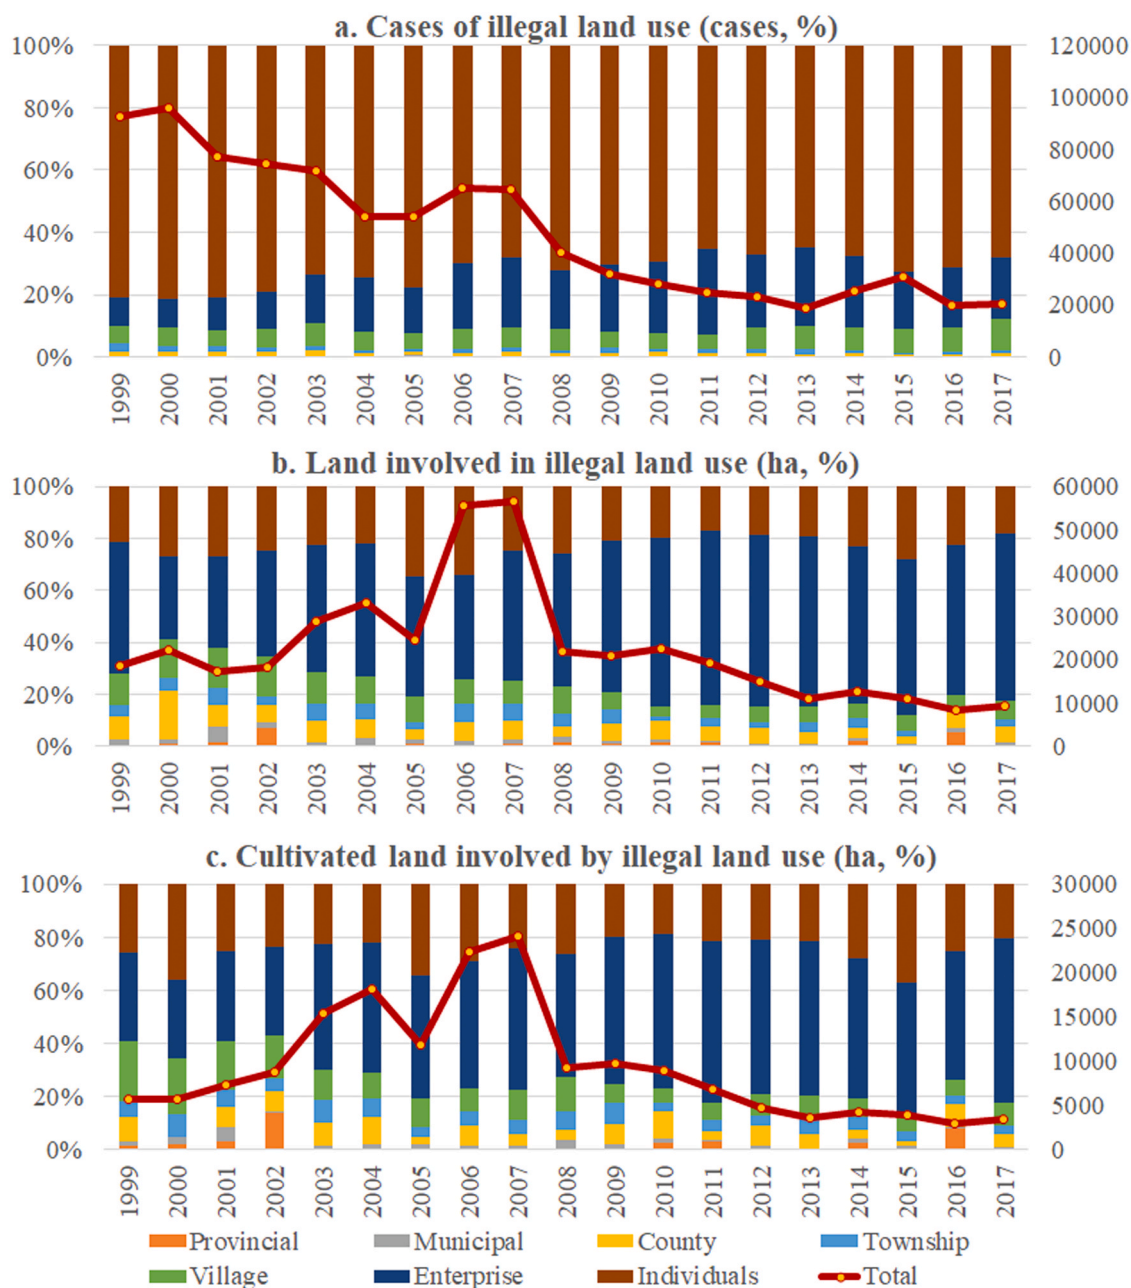 a. Cases of illegal land use (cases, %)
100% 120000
80% 100000
60% 80000
40% 60000
20% 40000
0% 20000
0
1999 2000 2001 2002 2003 2004 2005 2006 2007 2008 2009 2010 2011 2012 2013 2014 2015 2016 2017
b. Land involved in illegal land use (ha, %)
100% 60000
80% 50000
60% 40000
40% 30000
20% 20000
0% 10000
0
1999 2000 2001 2002 2003 2004 2005 2006 2007 2008 2009 2010 2011 2012 2013 2014 2015 2016 2017
c. Cultivated land involved by illegal land use (ha, %)
100% 30000
80% 25000
60% 20000
40% 15000
20% 10000
0% 5000
0
1999 2000 2001 2002 2003 2004 2005 2006 2007 2008 2009 2010 2011 2012 2013 2014 2015 2016 2017
Provincial Municipal County Township
Village Enterprise Individuals Total